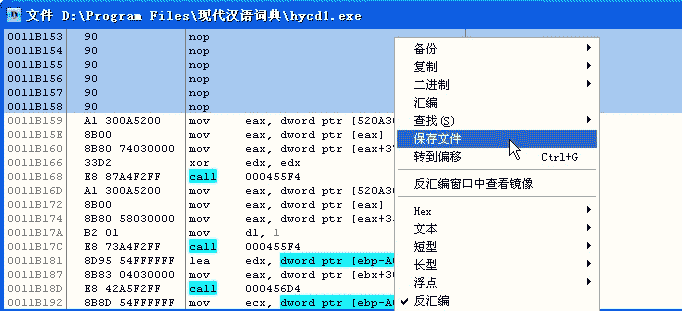 文件 D:\Program Files\现代汉语词典\hycd1.exe
0011B153 90 nop
0011B154 90 nop
0011B155 90 nop
0011B156 90 nop
0011B157 90 nop
0011B158 90 nop
0011B159 A1 300A5200 mov eax, dword ptr [520A30
0011B15E 8B00 mov eax, dword ptr [eax]
0011B160 8B80 74030000 mov eax, dword ptr [eax+37
0011B166 33D2 xor edx, edx
0011B168 E8 87A4F2FF call 000455F4
0011B16D A1 300A5200 mov eax, dword ptr [520A30
0011B172 8B00 mov eax, dword ptr [eax]
0011B174 8B80 58030000 mov eax, dword ptr [eax+35
0011B17A B2 01 mov dl, 1
0011B17C E8 73A4F2FF call 000455F4
0011B181 8D95 54FFFFFF lea edx, dword ptr [ebp-AC
0011B187 8B83 04030000 mov eax, dword ptr [ebx+30
0011B18D E8 42A5F2FF call 000456D4
0011B192 8B8D 54FFFFFF mov ecx, dword ptr [ebp-AC
备份
复制
二进制
汇编
查找(S)
保存文件
转到偏移 Ctrl+G
反汇编窗口中查看镜像
Hex
文本
短型
长型
浮点
反汇编